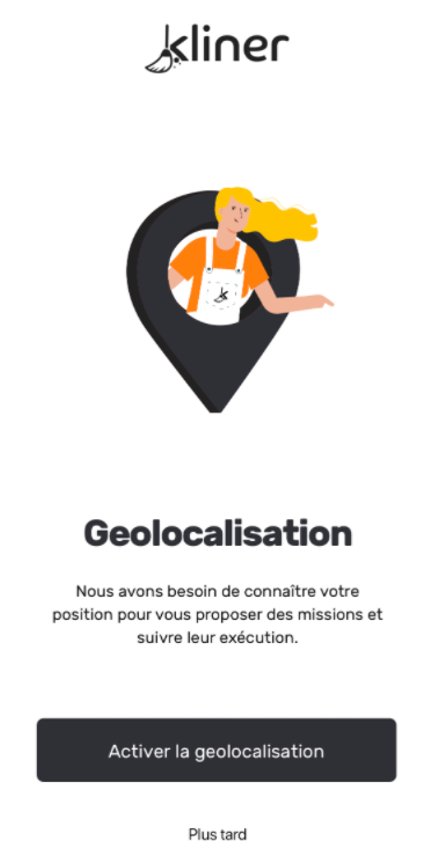 kliner
Geolocalisation
Nous avons besoin de connaître votre
position pour vous proposer des missions et
suivre leur exécution.
Activer la geolocalisation
Plus tard